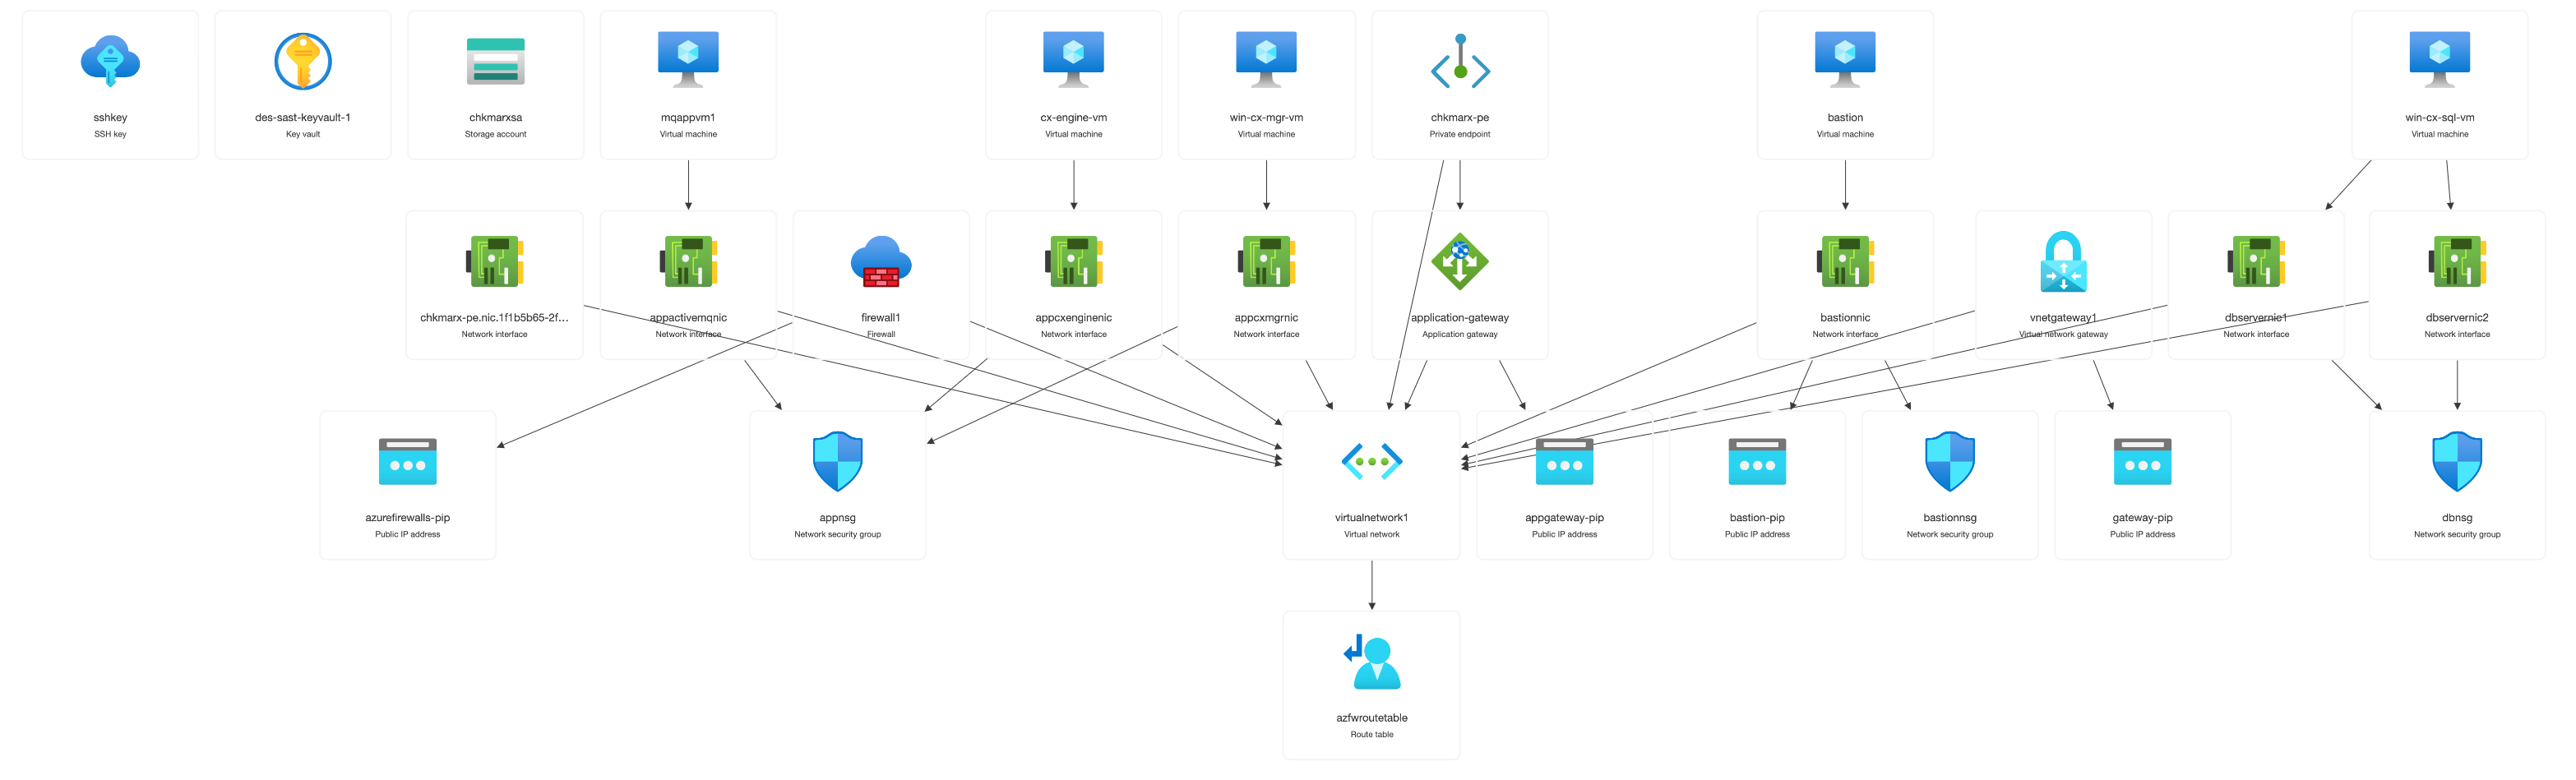 sshkey
SSH key
des-sast-keyvault-1
Key vault
chkmarxsa
Storage account
mqappvm1
Virtual machine
cx-engine-vm
Virtual machine
win-cx-mgr-vm
Virtual machine
chkmarx-pe
Private endpoint
bastion
Virtual machine
win-cx-sql-vm
Virtual machine
chkmarx-pe.nic.1f1b5b65-2f...
Network interface
appactivemqnic
Network interface
firewall1
Firewall
appcxenginenic
Network interface
appcxmgrnic
Network interface
application-gateway
Application gateway
bastionnic
Network interface
vnetgateway1
Virtual network gateway
dbservernic1
Network interface
dbservernic2
Network interface
azurefirewalls-pip
Public IP address
appnsg
Network security group
virtualnetwork1
Virtual network
appgateway-pip
Public IP address
bastion-pip
Public IP address
bastionnsg
Network security group
gateway-pip
Public IP address
dbnsg
Network security group
azfwroutetable
Route table